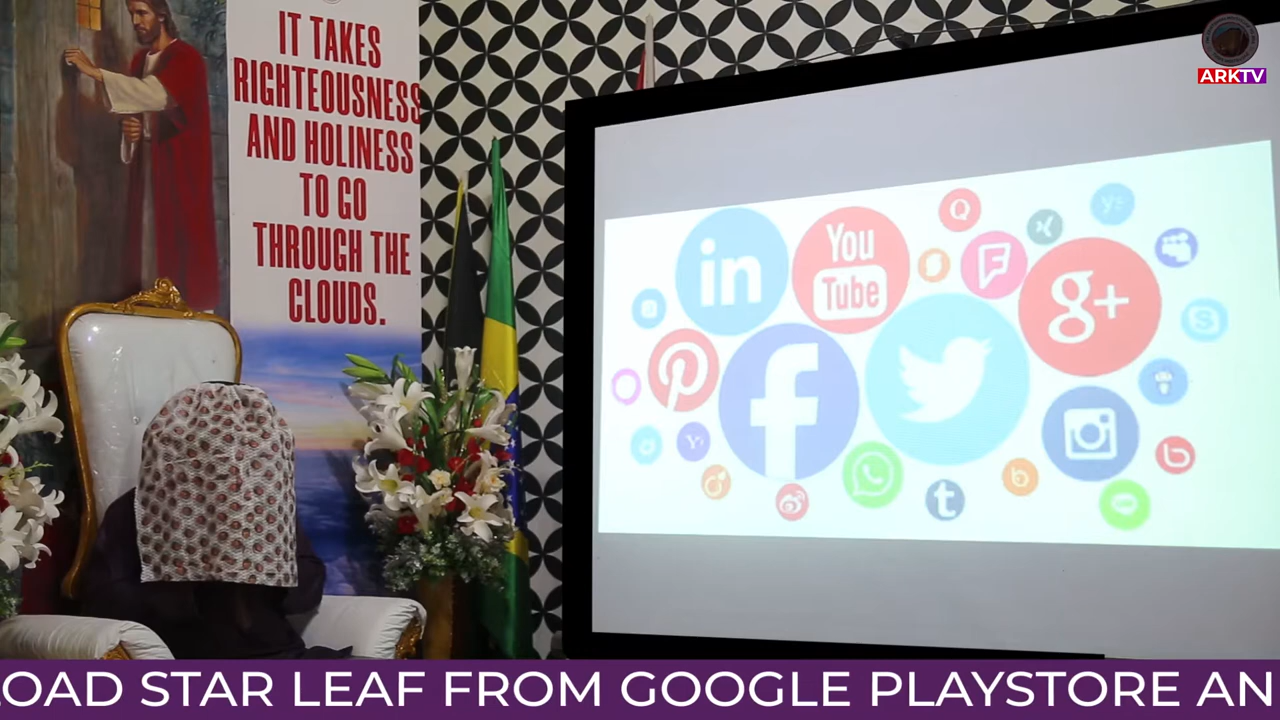 IT TAKES
RIGHTEOUSNESS
AND HOLINESS
TO GO
THROUGH THE
CLOUDS.
ARKTV
in
You
Tube
g+
OAD STAR LEAF FROM GOOGLE PLAYSTORE AN